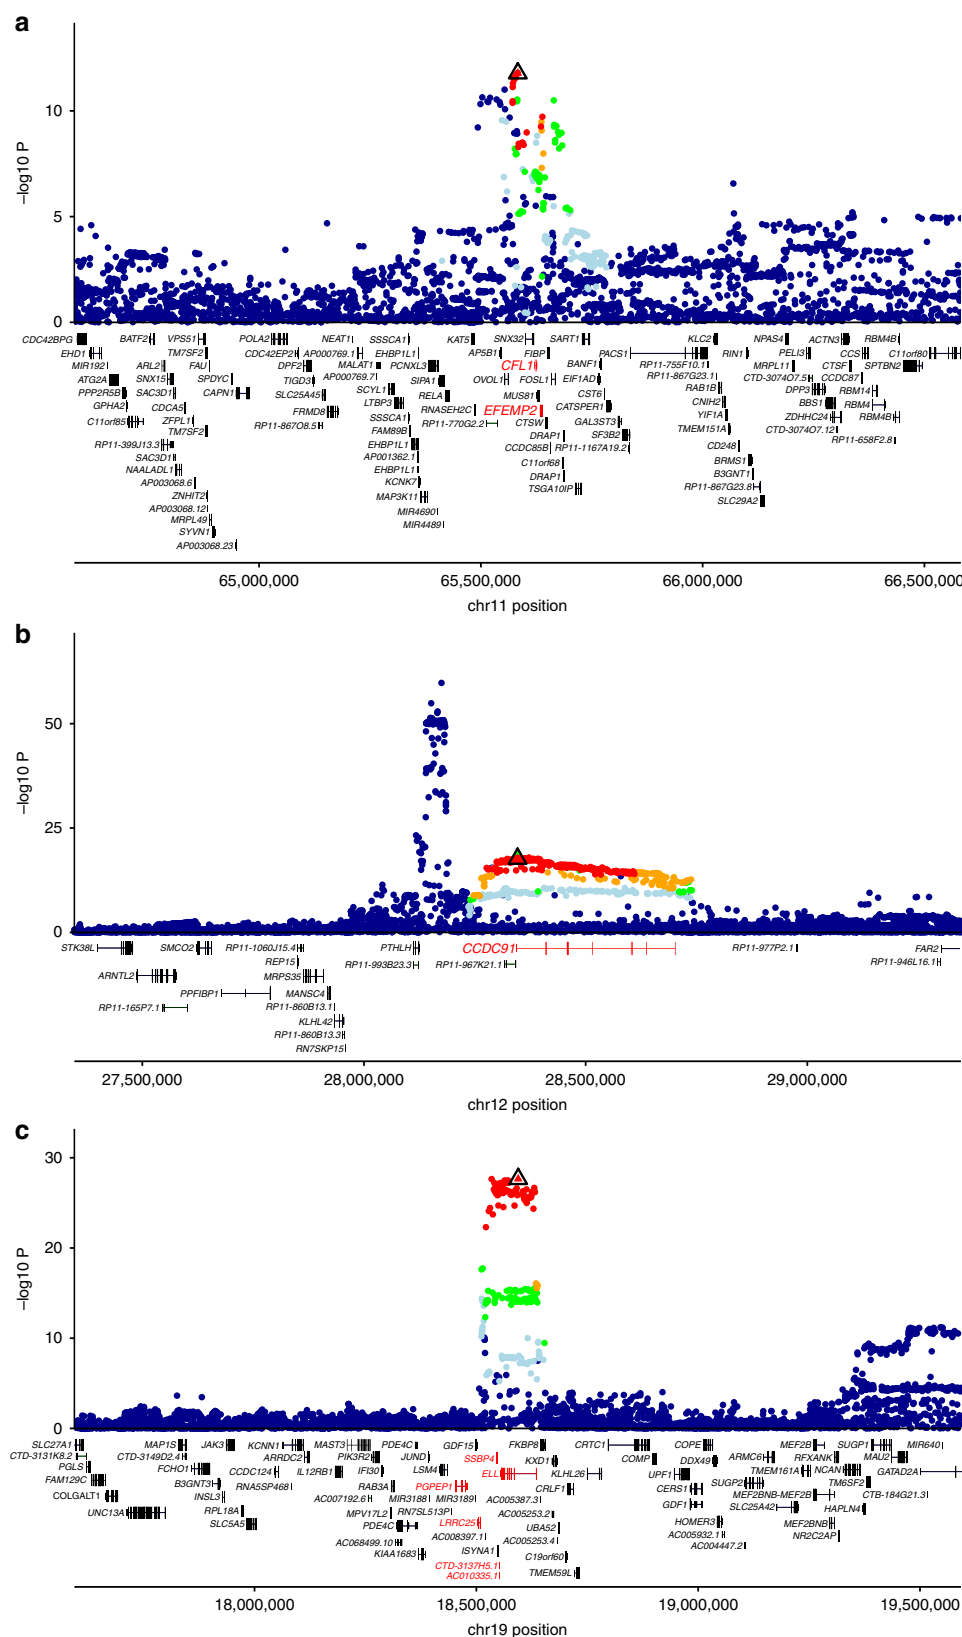 a
−log10 P
10
5
0
CDC42BPG BATF2 VPS51 POLA2 NEAT1 SSSCA1 KAT5 SNX32 SART1 KLC2 NPAS4 ACTN3 RBM4B
EHD1 CDC42EP2 AP000769.1 EHBP1L1 AP5B1 FIBP PACS1 RIN1 PELI3 CCS C11orf80
MIR192 ARL2 TM7SF2 FAU DPF2 MALAT1 PCNXL3 CFL1 BANF1 RP11-755F10.1 MRPL11 CTSF SPTBN2
ATG2A SNX15 SPDYC TIGD3 AP000769.7 SIPA1 OVOL1 FOSL1 EIF1AD RP11-867G23.1 CTD-3074O7.5 CCDC87
PPP2R5B SAC3D1 CAPN1 SLC25A45 SCYL1 RELA MUS81 CST6 RAB1B DPP3 RBM14
GPHA2 CDCA5 FRMD8 LTBP3 RNASEH2C EFEMP2 CATSPER1 CNIH2 BBS1 RBM4
C11orf85 ZFPL1 RP11-867O8.5 SSSCA1 RP11-770G2.2 CTSW GAL3ST3 YIF1A ZDHHC24 RBM4B
TM7SF2 FAM89B DRAP1 SF3B2 TMEM151A CTD-3074O7.12
RP11-399J13.3 EHBP1L1 CCDC85B RP11-1167A19.2 CD248 RP11-658F2.8
SAC3D1 AP001362.1 C11orf68 BRMS1
NAALADL1 EHBP1L1 DRAP1 B3GNT1
AP003068.6 KCNK7 TSGA10IP RP11-867G23.8
ZNHIT2 MAP3K11 SLC29A2
AP003068.12 MIR4690
MRPL49 MIR4489
SYVN1
AP003068.23
65,000,000 65,500,000 66,000,000 66,500,000
chr11 position
b
−log10 P
50
25
0
STK38L SMCO2 RP11-1060J15.4 PTHLH CCDC91 RP11-977P2.1 FAR2
REP15 RP11-993B23.3 RP11-967K21.1 RP11-946L16.1
ARNTL2 MRPS35
PPFIBP1 MANSC4
RP11-165P7.1 RP11-860B13.1
KLHL42
RP11-860B13.3
RN7SKP15
27,500,000 28,000,000 28,500,000 29,000,000
chr12 position
c
−log10 P
30
20
10
0
SLC27A1 MAP1S JAK3 KCNN1 MAST3 PDE4C GDF15 FKBP8 CRTC1 COPE MEF2B SUGP1 MIR640
CTD-3131K8.2 CTD-3149D2.4 ARRDC2 PIK3R2 JUND SSBP4 KXD1 COMP DDX49 ARMC6 RFXANK MAU2
PGLS FCHO1 CCDC124 IL12RB1 IFI30 LSM4 ELL KLHL26 UPF1 TMEM161A NCAN GATAD2A
FAM129C B3GNT3 RNA5SP468 RAB3A PGPEP1 CRLF1 CERS1 SUGP2 TM6SF2
COLGALT1 INSL3 AC007192.6 MIR3188 MIR3189 AC005387.3 GDF1 MEF2BNB-MEF2B CTB-184G21.3
UNC13A RPL18A MPV17L2 RN7SL513P AC005253.2 SLC25A42 HAPLN4
SLC5A5 PDE4C LRRC25 UBA52 HOMER3 MEF2BNB
AC068499.10 AC008397.1 AC005253.4 AC005932.1 NR2C2AP
KIAA1683 ISYNA1 C19orf60 AC004447.2
CTD-3137H5.1 TMEM59L
AC010335.1
18,000,000 18,500,000 19,000,000 19,500,000
chr19 position